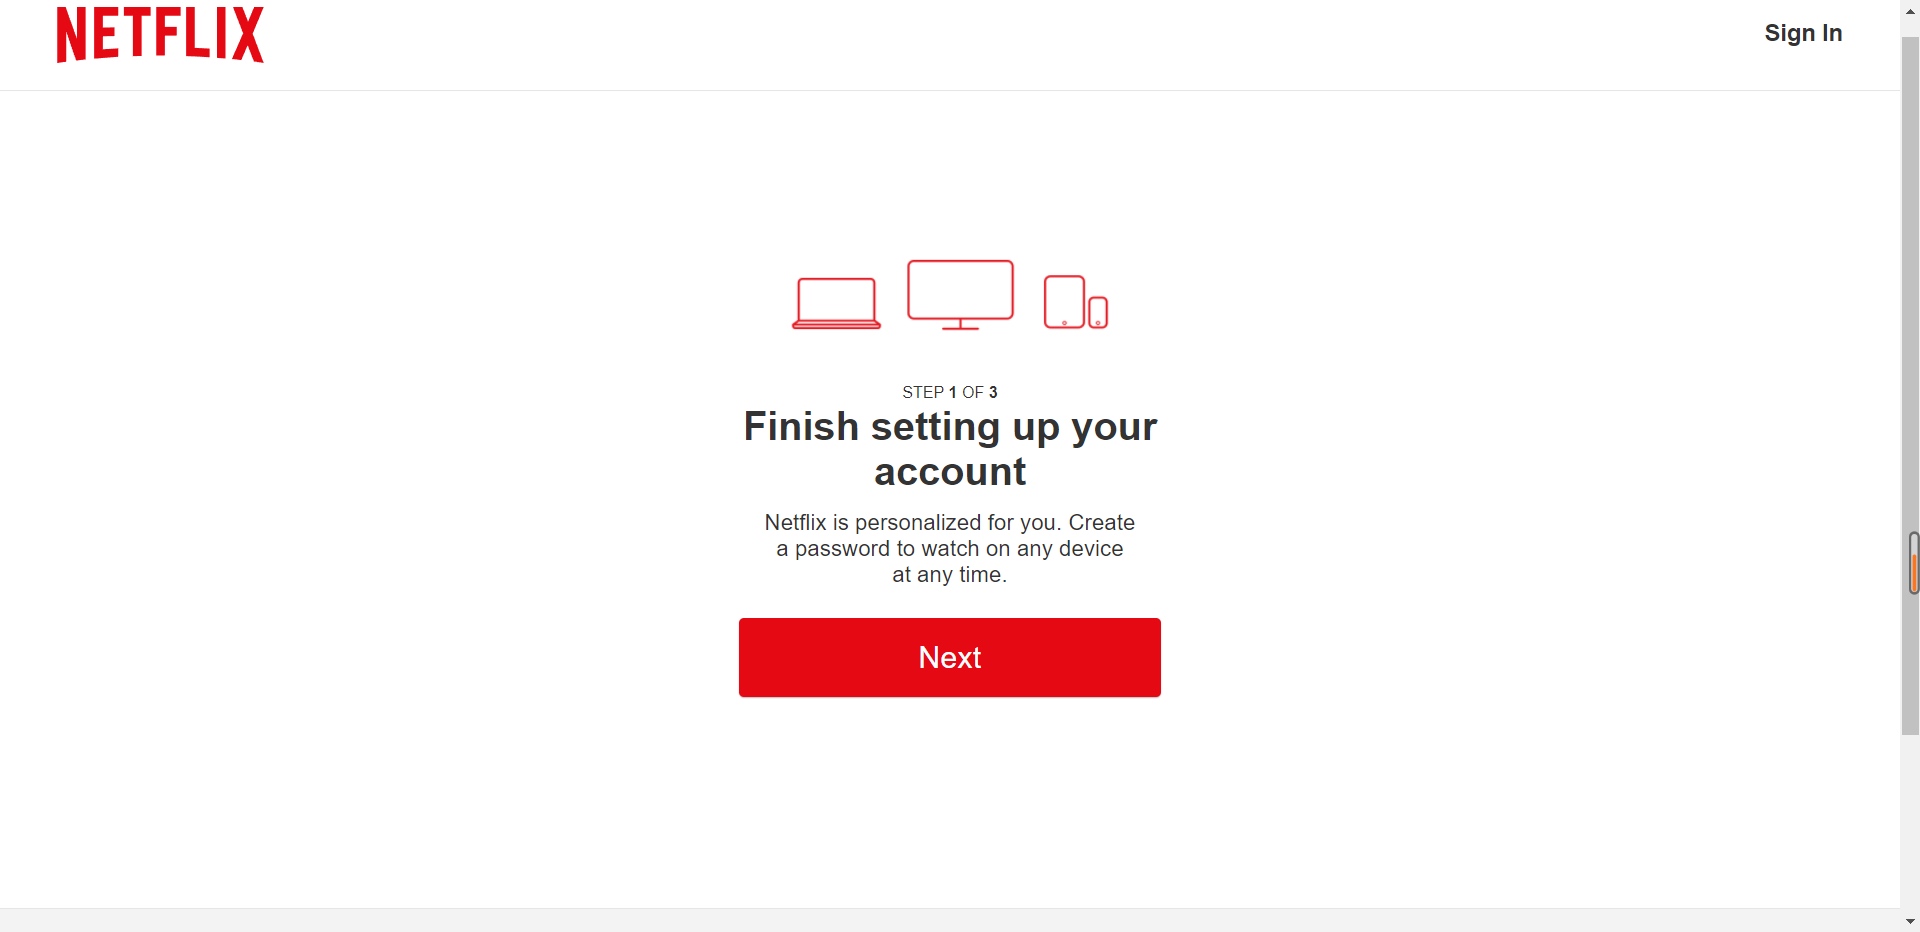 NETFLIX
Sign In
STEP 1 OF 3
Finish setting up your
account
Netflix is personalized for you. Create
a password to watch on any device
at any time.
Next